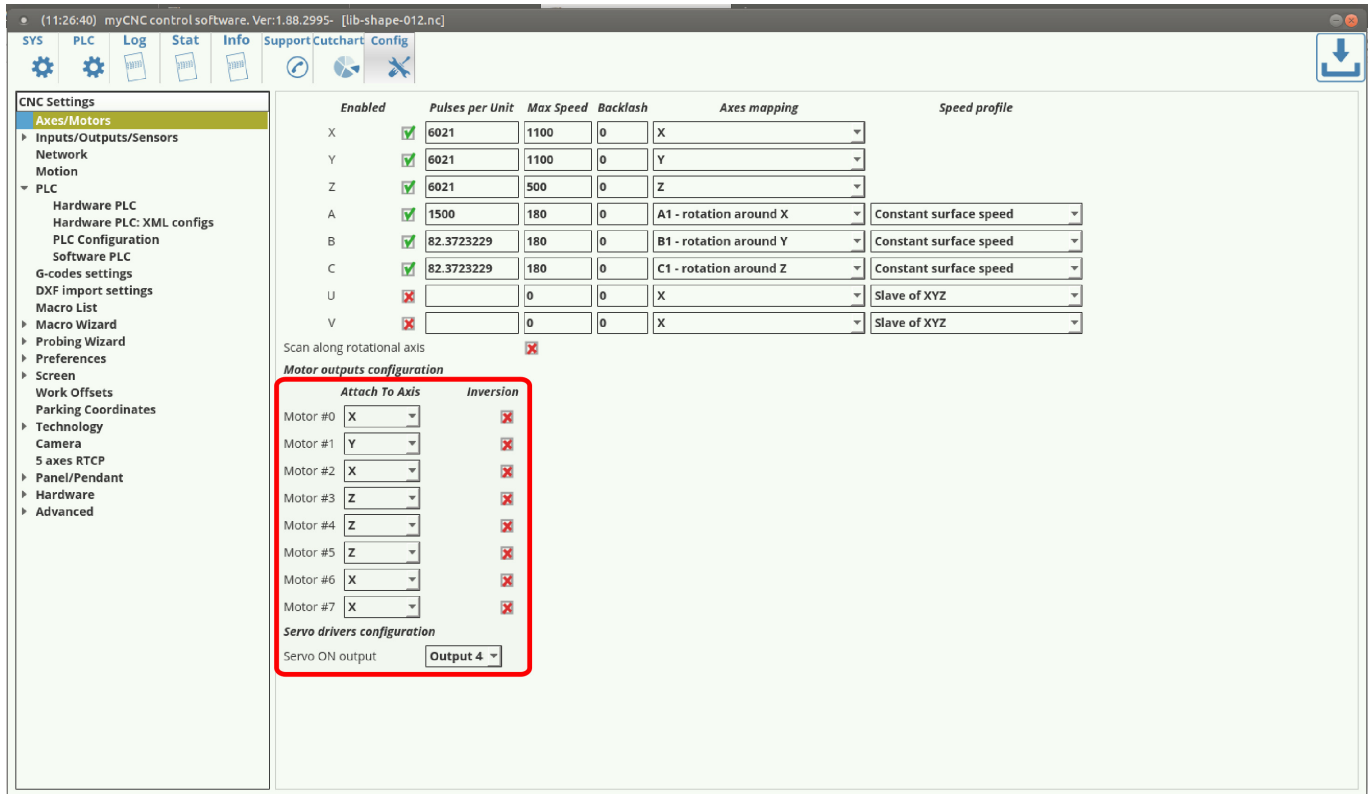 (11:26:40) myCNC control software. Ver:1.88.2995- [lib-shape-012.nc]
SYS PLC Log Stat Info Support Cutchart Config
CNC Settings
Axes/Motors
Inputs/Outputs/Sensors
Network
Motion
PLC
Hardware PLC
Hardware PLC: XML configs
PLC Configuration
Software PLC
G-codes settings
DXF import settings
Macro List
Macro Wizard
Probing Wizard
Preferences
Screen
Work Offsets
Parking Coordinates
Technology
Camera
5 axes RTCP
Panel/Pendant
Hardware
Advanced
Enabled Pulses per Unit Max Speed Backlash Axes mapping Speed profile
X 6021 1100 0 X
Y 6021 1100 0 Y
Z 6021 500 0 Z
A 1500 180 0 A1 - rotation around X Constant surface speed
B 82.3723229 180 0 B1 - rotation around Y Constant surface speed
C 82.3723229 180 0 C1 - rotation around Z Constant surface speed
U 0 0 X Slave of XYZ
V 0 0 X Slave of XYZ
Scan along rotational axis
Motor outputs configuration
Attach To Axis Inversion
Motor #0 X
Motor #1 Y
Motor #2 X
Motor #3 Z
Motor #4 Z
Motor #5 Z
Motor #6 X
Motor #7 X
Servo drivers configuration
Servo ON output Output 4